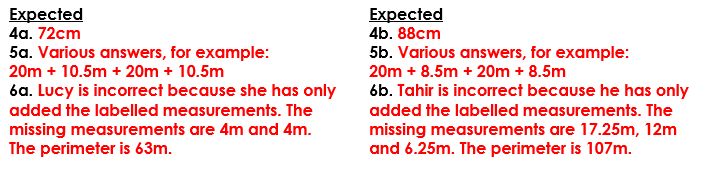 Expected
4a. 72cm
5a. Various answers, for example:
20m + 10.5m + 20m + 10.5m
6a. Lucy is incorrect because she has only
added the labelled measurements. The
missing measurements are 4m and 4m.
The perimeter is 63m.
Expected
4b. 88cm
5b. Various answers, for example:
20m + 8.5m + 20m + 8.5m
6b. Tahir is incorrect because he has only
added the labelled measurements. The
missing measurements are 17.25m, 12m
and 6.25m. The perimeter is 107m.